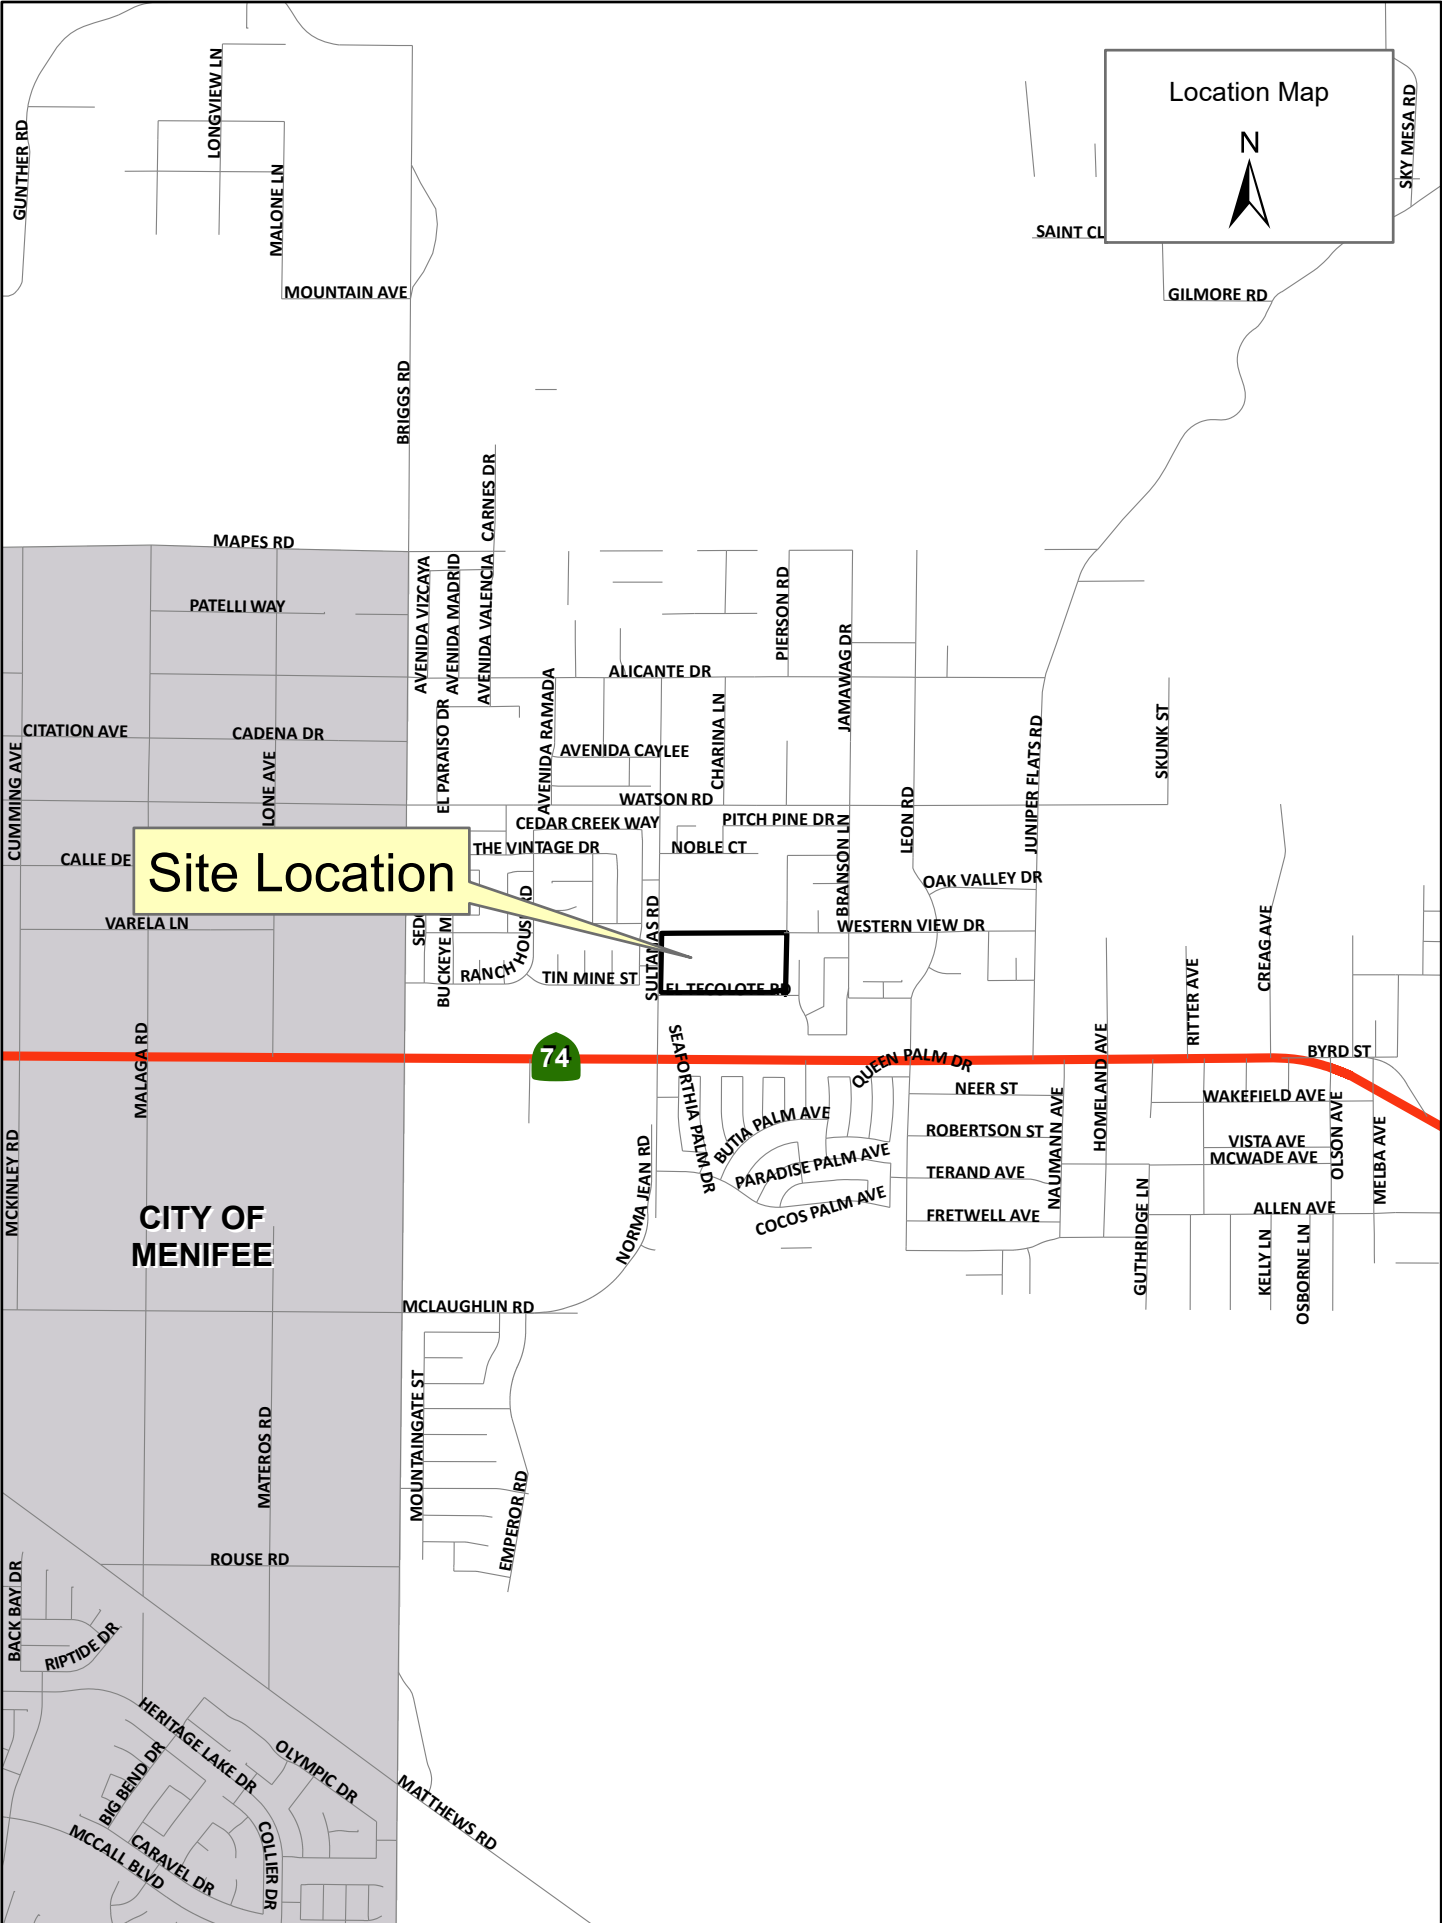 Location Map
N
GUNTHER RD
LONGVIEW LN
MALONE LN
SKY MESA RD
SAINT CL
MOUNTAIN AVE
GILMORE RD
BRIGGS RD
CARNES DR
MAPES RD
AVENIDA VIZCAYA
AVENIDA MADRID
AVENIDA VALENCIA
PIERSON RD
PATELLI WAY
JAMAWAG DR
ALICANTE DR
AVENIDA RAMADA
CHARINA LN
EL PARAISO DR
SKUNK ST
JUNIPER FLATS RD
CITATION AVE
CADENA DR
CUMMING AVE
LONE AVE
AVENIDA CAYLEE
WATSON RD
LEON RD
CEDAR CREEK WAY
PITCH PINE DR
BRANSON LN
THE VINTAGE DR
NOBLE CT
CALLE DE
Site Location
OAK VALLEY DR
VARELA LN
SED
BUCKEYE M
RANCH HOUSE RD
SULTANAS RD
WESTERN VIEW DR
CREAG AVE
TIN MINE ST
EL TECOLOTE RD
RITTER AVE
MALAGA RD
74
SEAFORTHIA PALM DR
QUEEN PALM DR
HOMELAND AVE
BYRD ST
NEER ST
WAKEFIELD AVE
NAUMANN AVE
OLSON AVE
MELBA AVE
BUTIA PALM AVE
ROBERTSON ST
VISTA AVE
MCWADE AVE
MCKINLEY RD
NORMA JEAN RD
PARADISE PALM AVE
TERAND AVE
COCOS PALM AVE
FRETWELL AVE
GUTHRIDGE LN
ALLEN AVE
KELLY LN
OSBORNE LN
CITY OF
MENIFEE
MCLAUGHLIN RD
MOUNTAINGATE ST
MATEROS RD
EMPEROR RD
ROUSE RD
BACK BAY DR
RIPTIDE DR
HERITAGE LAKE DR
OLYMPIC DR
BIG BEND DR
MATTHEWS RD
MCCALL BLVD
CARAVEL DR
COLLIER DR